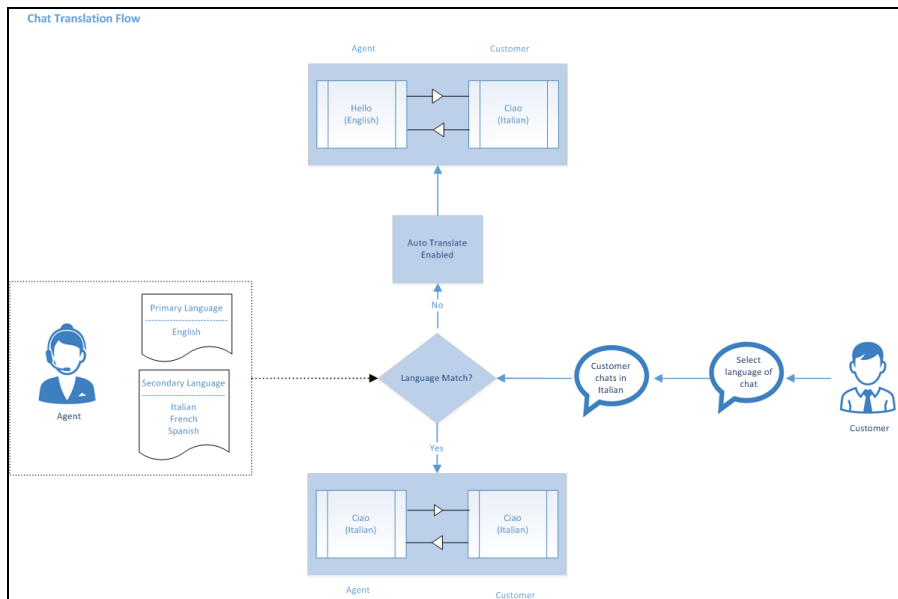 Chat Translation Flow
Agent
Customer
Hello
(English)
Ciao
(Italian)
Auto Translate
Enabled
No
Primary Language
English
Secondary Language
Italian
French
Spanish
Agent
Language Match?
Customer
chats in
Italian
Select
language of
chat
Customer
Yes
Ciao
(Italian)
Ciao
(Italian)
Agent
Customer